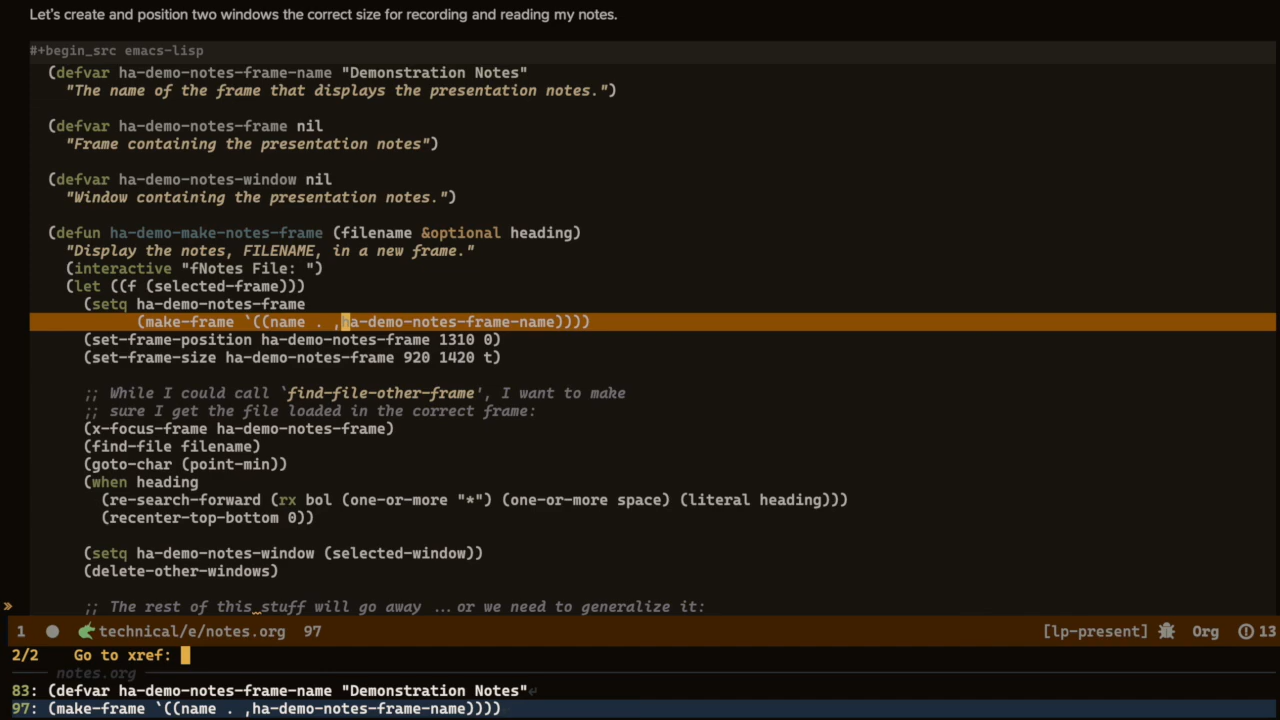 Let's create and position two windows the correct size for recording and reading my notes.
#+begin_src emacs-lisp
(defvar ha-demo-notes-frame-name "Demonstration Notes"
"The name of the frame that displays the presentation notes.")
(defvar ha-demo-notes-frame nil
"Frame containing the presentation notes")
(defvar ha-demo-notes-window nil
"Window containing the presentation notes.")
(defun ha-demo-make-notes-frame (filename &optional heading)
"Display the notes, FILENAME, in a new frame."
(interactive "fNotes File: ")
(let ((f (selected-frame)))
(setq ha-demo-notes-frame
(make-frame `((name . ,ha-demo-notes-frame-name))))
(set-frame-position ha-demo-notes-frame 1310 0)
(set-frame-size ha-demo-notes-frame 920 1420 t)
;; While I could call `find-file-other-frame', I want to make
;; sure I get the file loaded in the correct frame:
(x-focus-frame ha-demo-notes-frame)
(find-file filename)
(goto-char (point-min))
(when heading
(re-search-forward (rx bol (one-or-more "*") (one-or-more space) (literal heading)))
(recenter-top-bottom 0))
(setq ha-demo-notes-window (selected-window))
(delete-other-windows)
» ;; The rest of this stuff will go away …or we need to generalize it:
1 technical/e/notes.org 97 [lp-present] Org 13
2/2 Go to xref:
notes.org
83: (defvar ha-demo-notes-frame-name "Demonstration Notes"↵
97: (make-frame `((name . ,ha-demo-notes-frame-name))))